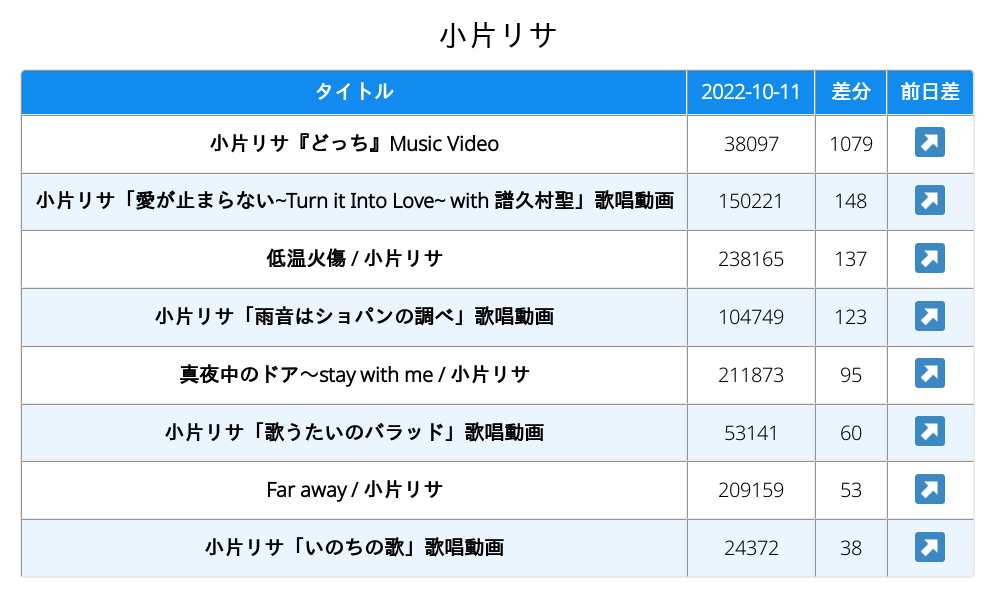 小片リサ
タイトル 2022-10-11 差分 前日差
小片リサ『どっち』Music Video 38097 1079 ↗
小片リサ「愛が止まらない~Turn it Into Love~ with 譜久村聖」歌唱動画 150221 148 ↗
低温火傷 / 小片リサ 238165 137 ↗
小片リサ「雨音はショパンの調べ」歌唱動画 104749 123 ↗
真夜中のドア〜stay with me / 小片リサ 211873 95 ↗
小片リサ「歌うたいのバラッド」歌唱動画 53141 60 ↗
Far away / 小片リサ 209159 53 ↗
小片リサ「いのちの歌」歌唱動画 24372 38 ↗